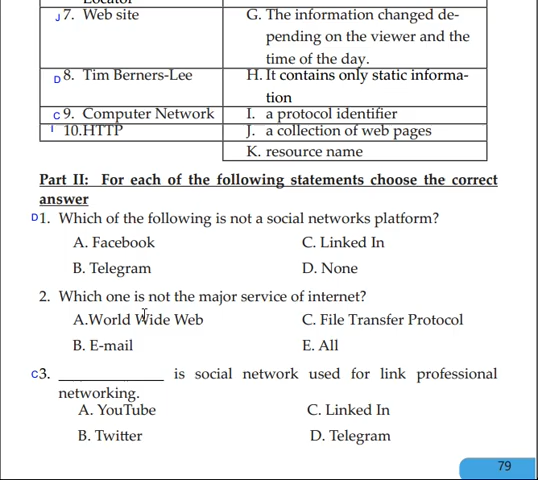 Locator
J 7. Web site G. The information changed de-
pending on the viewer and the
time of the day.
D 8. Tim Berners-Lee H. It contains only static informa-
tion
C 9. Computer Network I. a protocol identifier
I 10.HTTP J. a collection of web pages
K. resource name
Part II: For each of the following statements choose the correct
answer
D1. Which of the following is not a social networks platform?
A. Facebook C. Linked In
B. Telegram D. None
2. Which one is not the major service of internet?
A.World Wide Web C. File Transfer Protocol
B. E-mail E. All
C3. ______________ is social network used for link professional
networking.
A. YouTube C. Linked In
B. Twitter D. Telegram
79